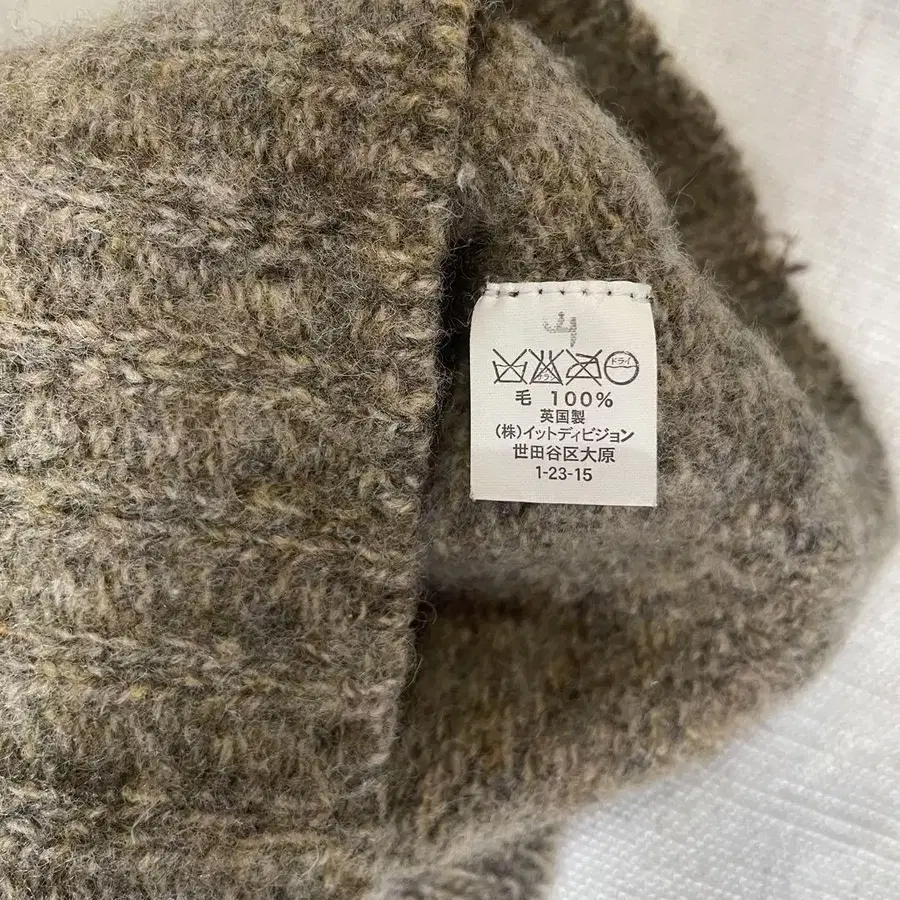 ドライ
毛 100%
英国製
(株)イットディビジョン
世田谷区大原
1-23-15